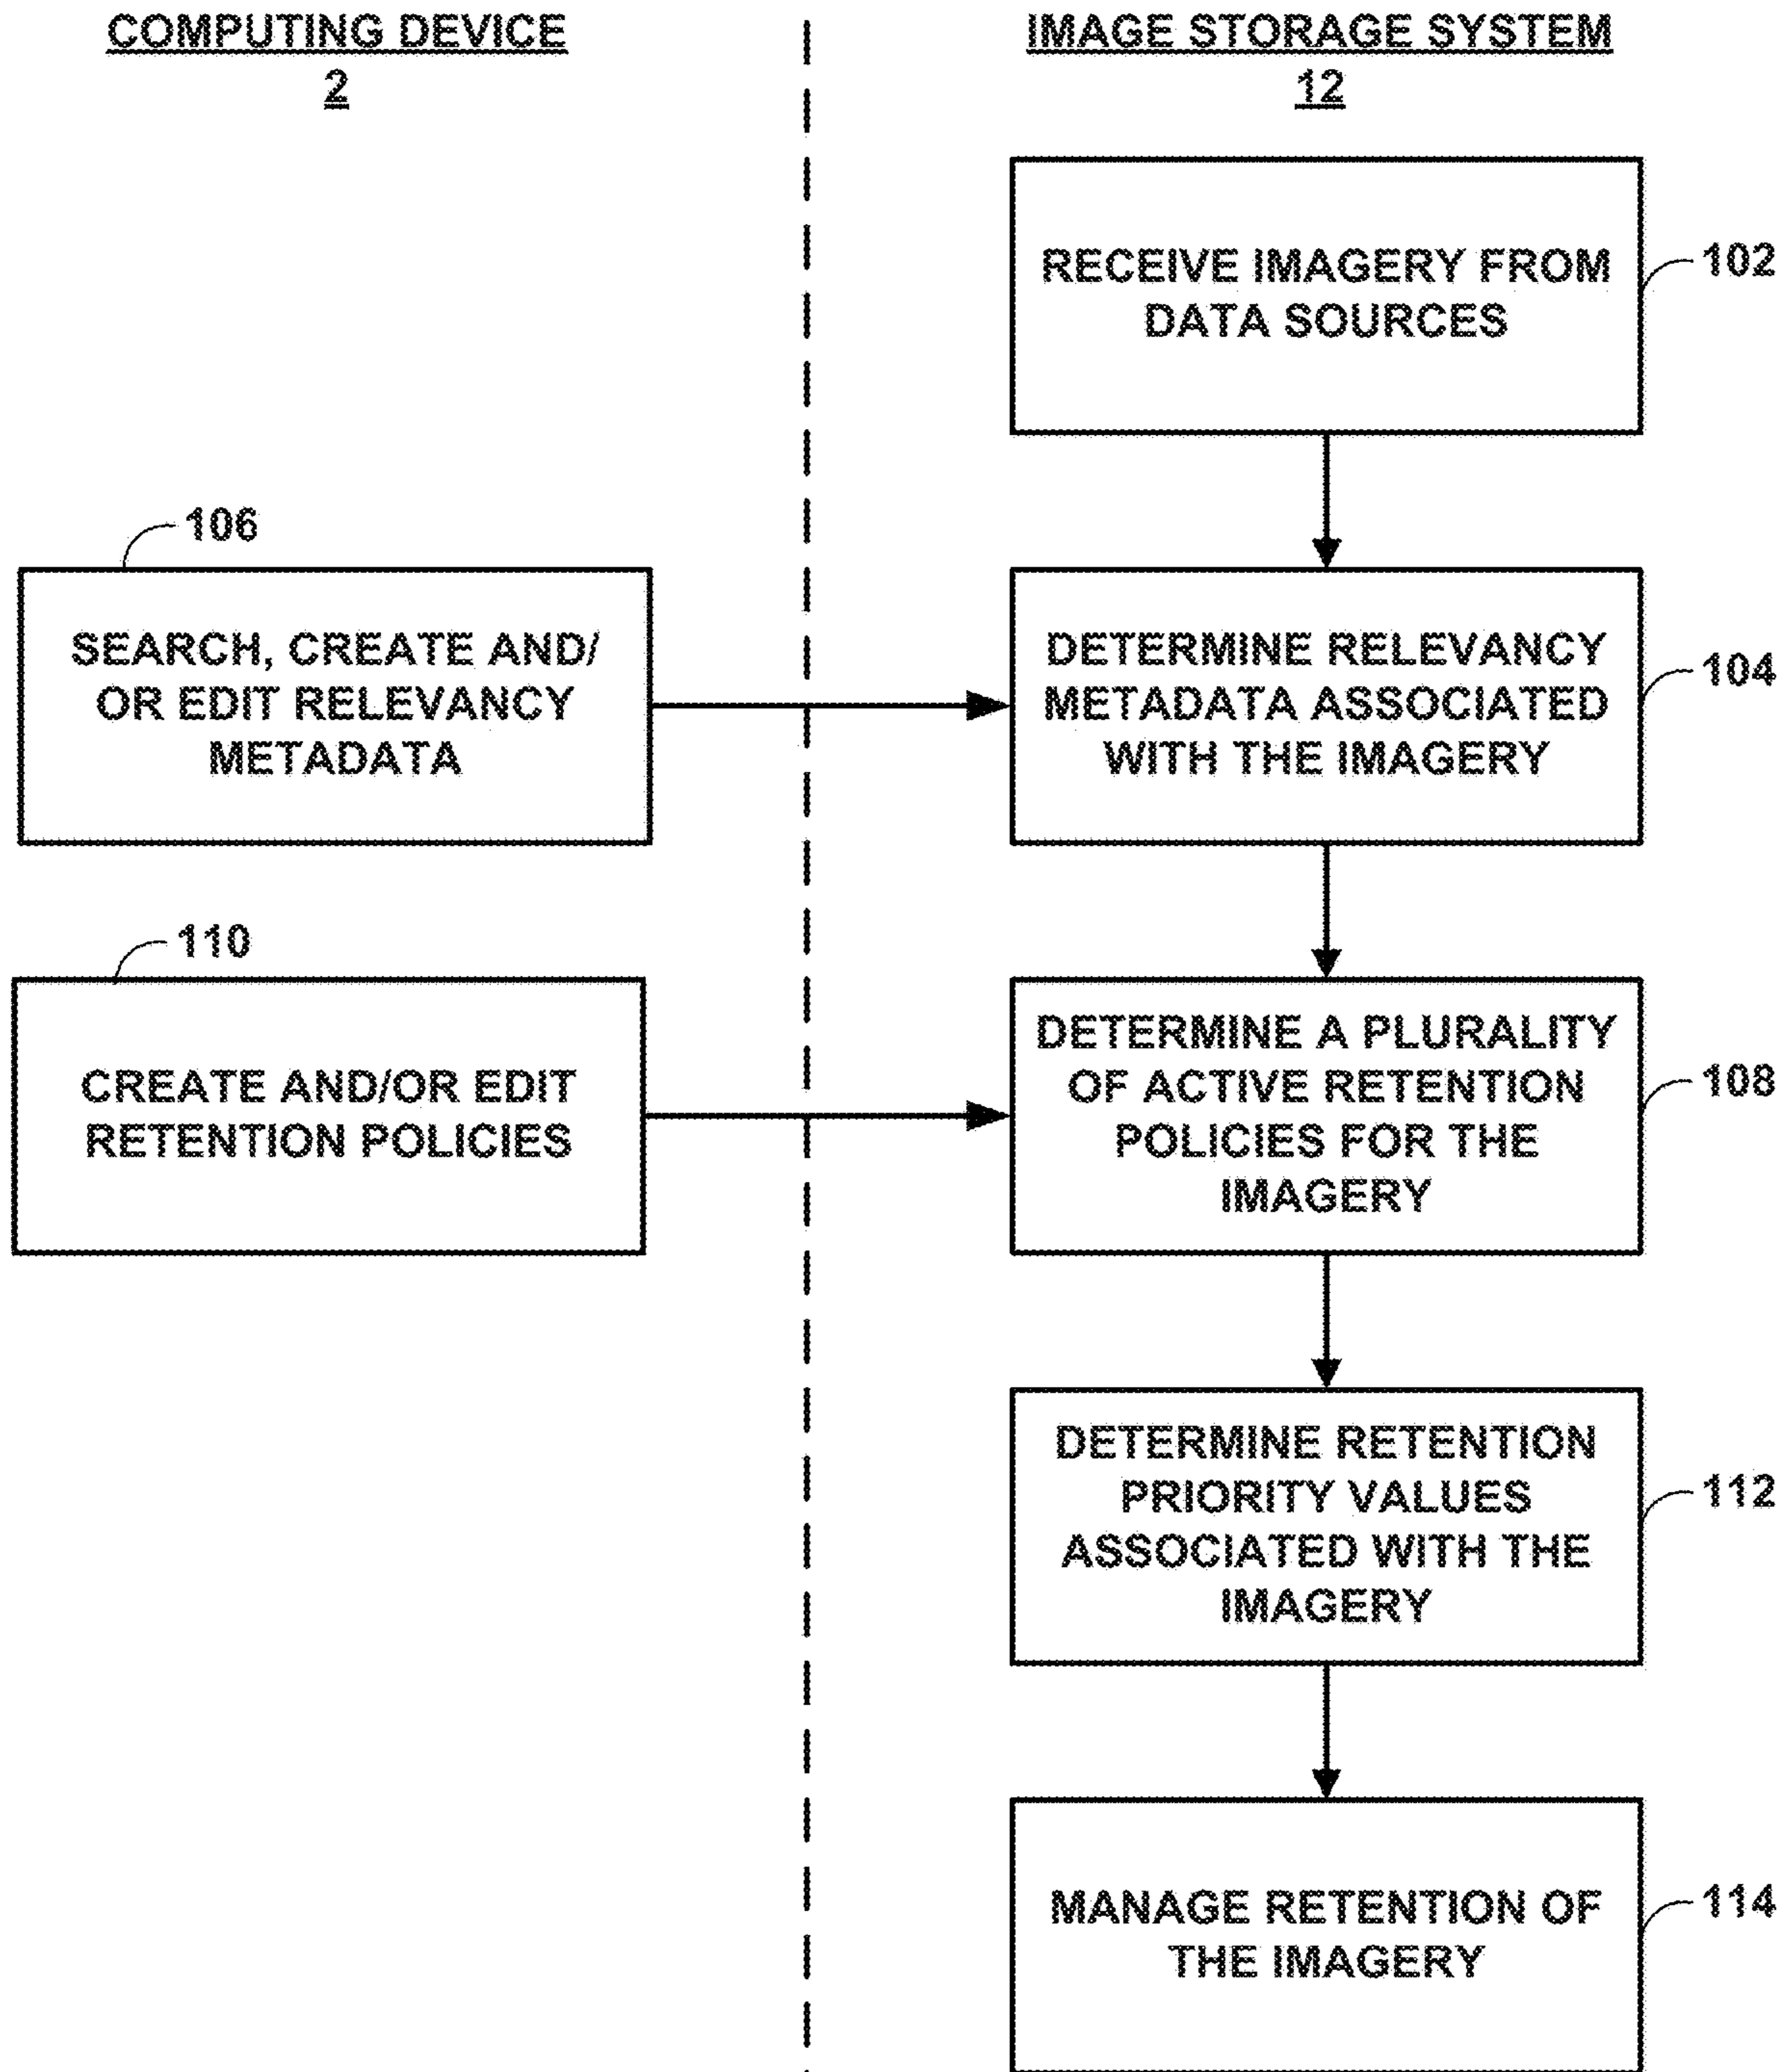 COMPUTING DEVICE
2
IMAGE STORAGE SYSTEM
12
RECEIVE IMAGERY FROM
DATA SOURCES
102
106
SEARCH, CREATE AND/
OR EDIT RELEVANCY
METADATA
DETERMINE RELEVANCY
METADATA ASSOCIATED
WITH THE IMAGERY
104
110
CREATE AND/OR EDIT
RETENTION POLICIES
DETERMINE A PLURALITY
OF ACTIVE RETENTION
POLICIES FOR THE
IMAGERY
108
DETERMINE RETENTION
PRIORITY VALUES
ASSOCIATED WITH THE
IMAGERY
112
MANAGE RETENTION OF
THE IMAGERY
114